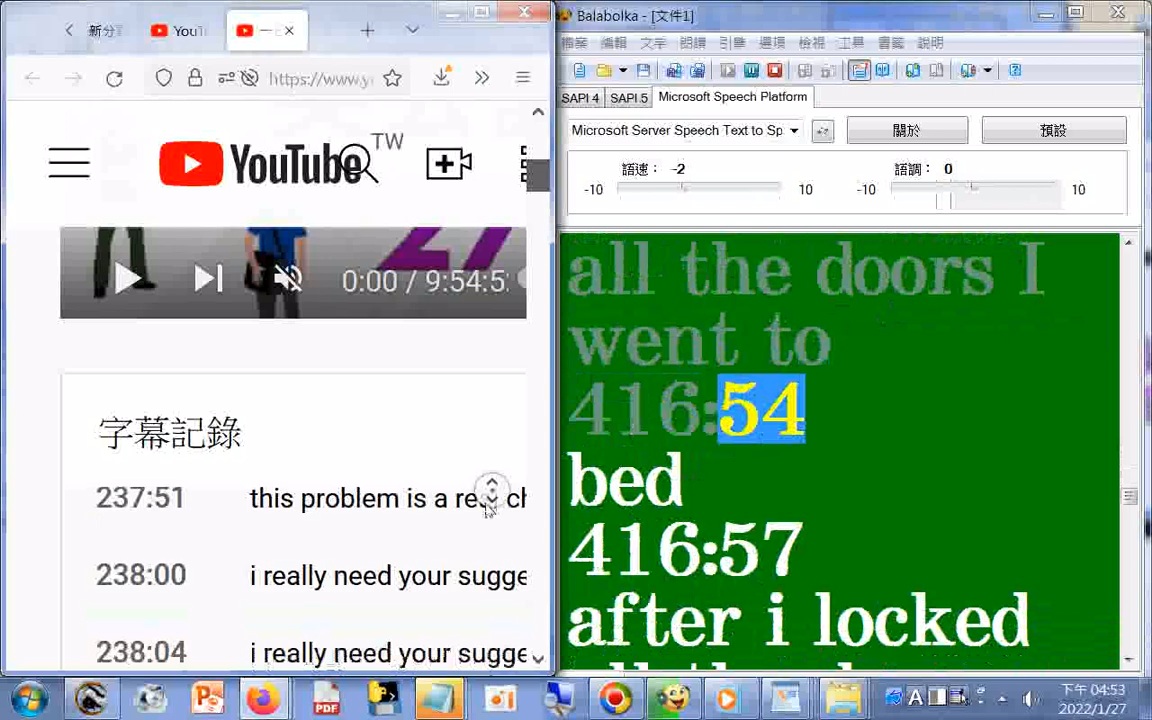 新分
YouT
一
https://www.y
YouTube
TW
27
0:00 / 9:54:5
字幕記錄
237:51
this problem is a rea
238:00
i really need your sugge
238:04
i really need your sugge
Balabolka - [文件1]
檔案 編輯 文字 朗讀 引擎 選項 檢視 工具 書籤 說明
SAPI 4
SAPI 5
Microsoft Speech Platform
Microsoft Server Speech Text to Sp
關於
預設
語速： -2
-10
10
語調： 0
-10
10
all the doors I
went to
416:54
bed
416:57
after i locked
PDF
A
下午 04:53
2022/1/27